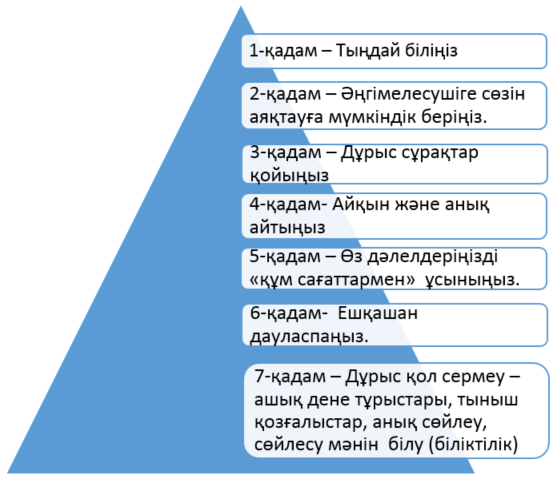 1-қадам – Тыңдай біліңіз
2-қадам – Әңгімелесушіге сөзін
аяқтауға мүмкіндік беріңіз.
3-қадам – Дұрыс сұрақтар
қойыңыз
4-қадам- Айқын және анық
айтыңыз
5-қадам – Өз дәлелдеріңізді
«құм сағаттармен» ұсыныңыз.
6-қадам- Ешқашан
дауласпаңыз.
7-қадам – Дұрыс қол сермеу –
ашық дене тұрыстары, тыныш
қозғалыстар, анық сөйлеу,
сөйлесу мәнін білу (біліктілік)